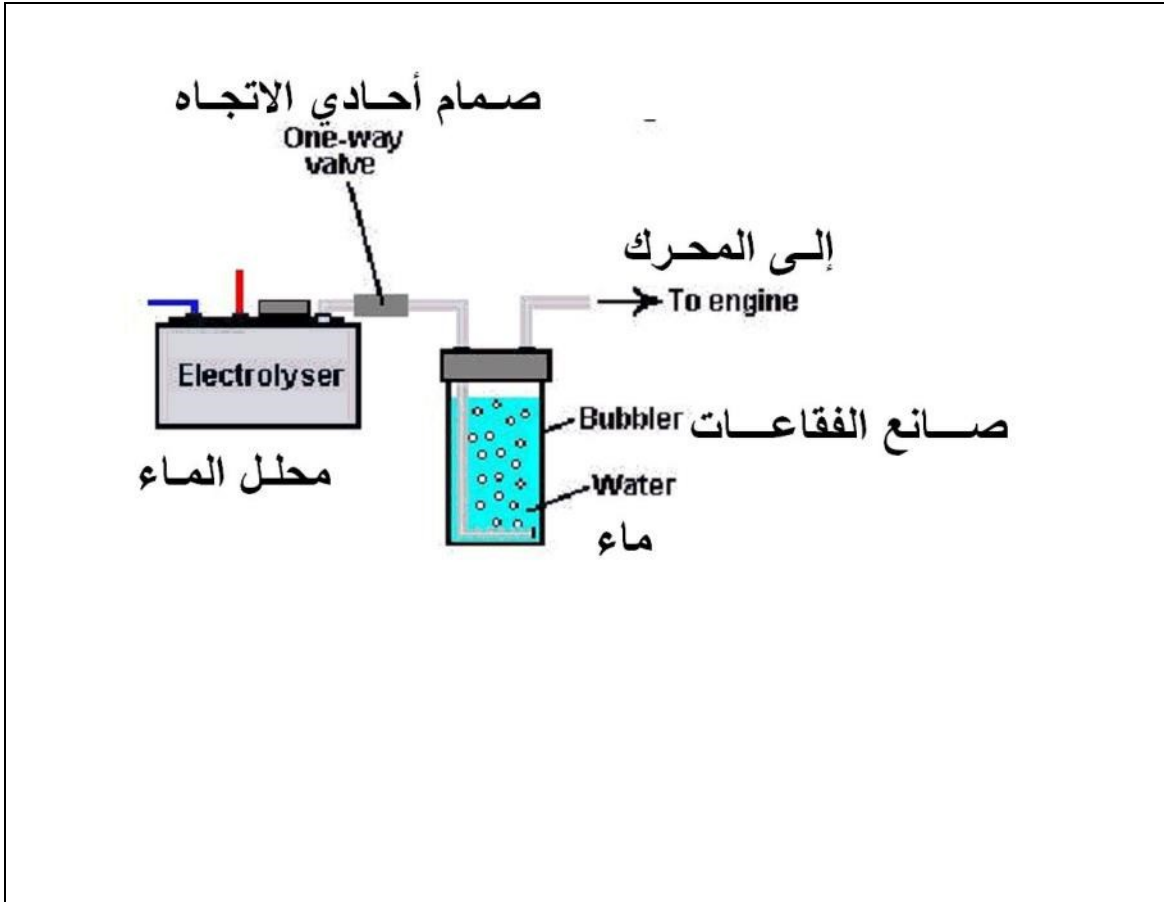 صمام أحادي الاتجاه
One-way
valve
إلى المحرك
To engine
Electrolyser
Bubbler صانع الفقاعات
محلل الماء
Water
ماء